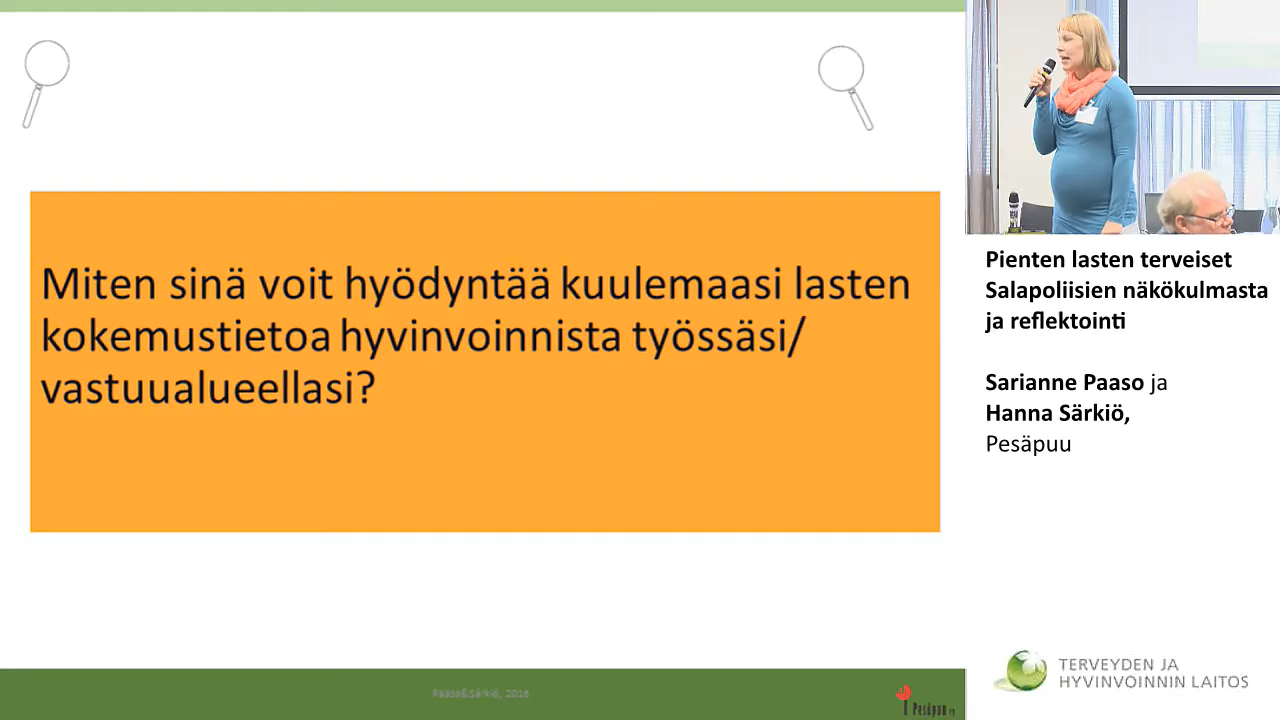 Miten sinä voit hyödyntää kuulemaasi lasten
kokemustietoa hyvinvoinnista työssäsi/
vastuualueellasi?
Paaso&Särkiö, 2016
Pesäpuu ry
Pienten lasten terveiset
Salapoliisien näkökulmasta
ja reflektointi
Sarianne Paaso ja
Hanna Särkiö,
Pesäpuu
TERVEYDEN JA
HYVINVOINNIN LAITOS